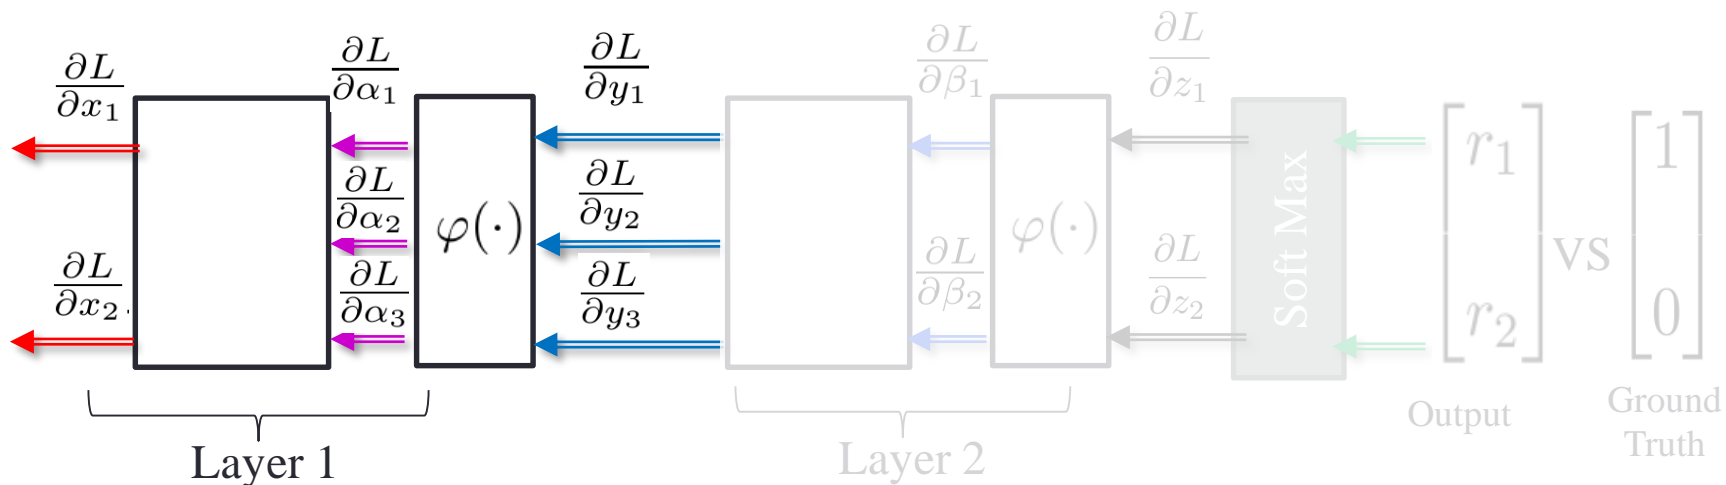 ∂L/∂x₁
∂L/∂α₁
∂L/∂y₁
∂L/∂β₁
∂L/∂z₁
∂L/∂α₂
∂L/∂y₂
φ(·)
φ(·)
Soft Max
r₁
r₂
VS
1
0
∂L/∂x₂
∂L/∂α₃
∂L/∂y₃
∂L/∂β₂
∂L/∂z₂
Output
Ground
Truth
Layer 1
Layer 2